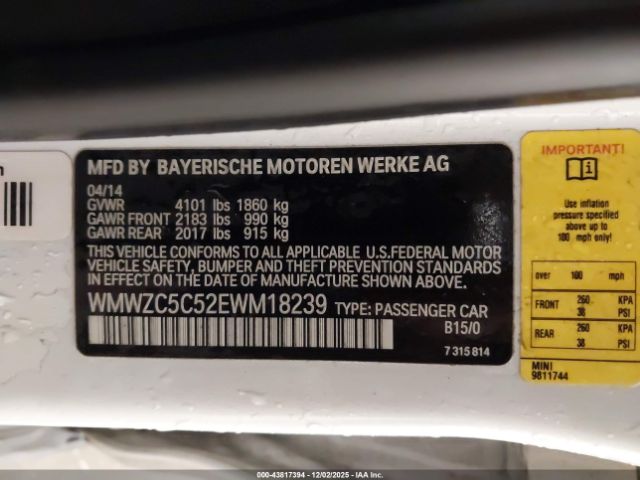 MFD BY BAYERISCHE MOTOREN WERKE AG
04/14
GVWR 4101 lbs 1860 kg
GAWR FRONT 2183 lbs 990 kg
GAWR REAR 2017 lbs 915 kg
THIS VEHICLE CONFORMS TO ALL APPLICABLE U.S.FEDERAL MOTOR
VEHICLE SAFETY, BUMPER AND THEFT PREVENTION STANDARDS
IN EFFECT ON THE DATE OF MANUFACTURE SHOWN ABOVE.
WMWZC5C52EWM18239 TYPE: PASSENGER CAR
B15/0
7 315 814
IMPORTANT!
Use inflation
pressure specified
above up to
100 mph only!
over 100 mph
FRONT 260 KPA
38 PSI
REAR 260 KPA
38 PSI
MINI
9811744
000-43817394 - 12/02/2025 - IAA Inc.